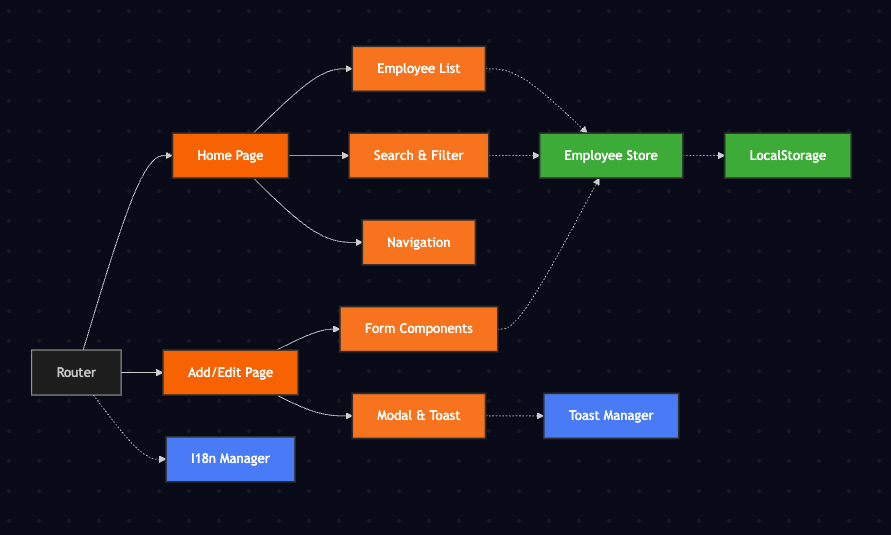 Employee List
Home Page
Search & Filter
Employee Store
LocalStorage
Navigation
Form Components
Router
Add/Edit Page
Modal & Toast
Toast Manager
I18n Manager